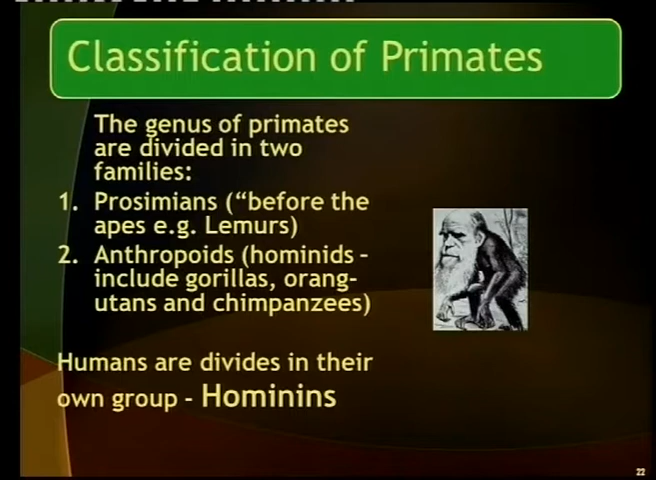 Classification of Primates
The genus of primates
are divided in two
families:
1. Prosimians (“before the
apes e.g. Lemurs)
2. Anthropoids (hominids -
include gorillas, orang-
utans and chimpanzees)
Humans are divides in their
own group - Hominins
22